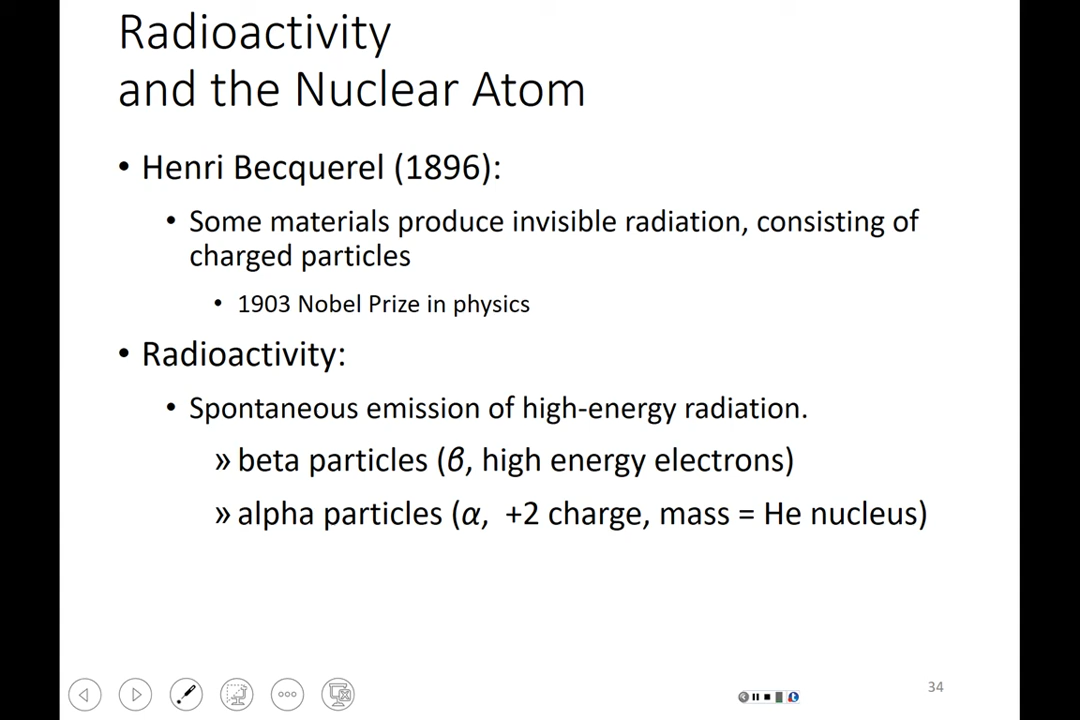 Radioactivity
and the Nuclear Atom
• Henri Becquerel (1896):
• Some materials produce invisible radiation, consisting of
charged particles
• 1903 Nobel Prize in physics
• Radioactivity:
• Spontaneous emission of high-energy radiation.
» beta particles (β, high energy electrons)
» alpha particles (α, +2 charge, mass = He nucleus)
34